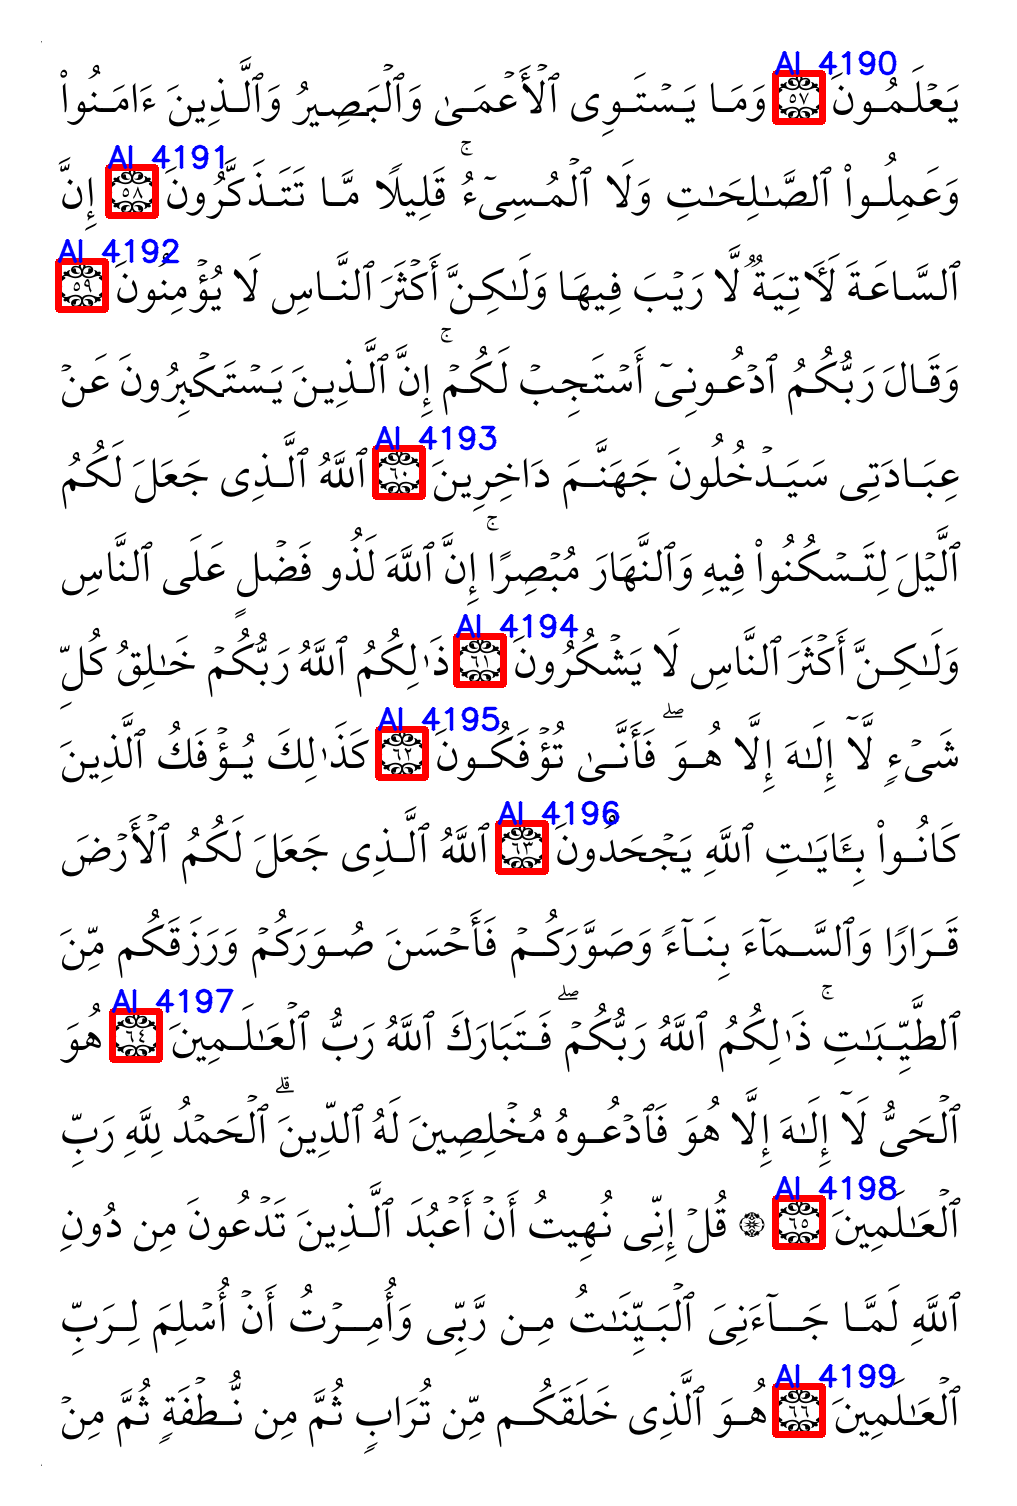 AI 4190
يَعْلَمُونَ ٥٧ وَمَا يَسْتَوِى ٱلْأَعْمَىٰ وَٱلْبَصِيرُ وَٱلَّذِينَ ءَامَنُوا۟
AI 4191
وَعَمِلُوا۟ ٱلصَّـٰلِحَـٰتِ وَلَا ٱلْمُسِىٓءُ ۚ قَلِيلًا مَّا تَتَذَكَّرُونَ ٥٨ إِنَّ
AI 4192
ٱلسَّاعَةَ لَـَٔاتِيَةٌ لَّا رَيْبَ فِيهَا وَلَـٰكِنَّ أَكْثَرَ ٱلنَّاسِ لَا يُؤْمِنُونَ ٥٩
وَقَالَ رَبُّكُمُ ٱدْعُونِىٓ أَسْتَجِبْ لَكُمْ ۚ إِنَّ ٱلَّذِينَ يَسْتَكْبِرُونَ عَنْ
AI 4193
عِبَادَتِى سَيَدْخُلُونَ جَهَنَّمَ دَاخِرِينَ ٦٠ ٱللَّهُ ٱلَّذِى جَعَلَ لَكُمُ
ٱلَّيْلَ لِتَسْكُنُوا۟ فِيهِ وَٱلنَّهَارَ مُبْصِرًا ۚ إِنَّ ٱللَّهَ لَذُو فَضْلٍ عَلَى ٱلنَّاسِ
AI 4194
وَلَـٰكِنَّ أَكْثَرَ ٱلنَّاسِ لَا يَشْكُرُونَ ٦١ ذَٰلِكُمُ ٱللَّهُ رَبُّكُمْ خَـٰلِقُ كُلِّ
AI 4195
شَىْءٍ لَّآ إِلَـٰهَ إِلَّا هُوَ ۖ فَأَنَّىٰ تُؤْفَكُونَ ٦٢ كَذَٰلِكَ يُؤْفَكُ ٱلَّذِينَ
AI 4196
كَانُوا۟ بِـَٔايَـٰتِ ٱللَّهِ يَجْحَدُونَ ٦٣ ٱللَّهُ ٱلَّذِى جَعَلَ لَكُمُ ٱلْأَرْضَ
قَرَارًا وَٱلسَّمَآءَ بِنَآءً وَصَوَّرَكُمْ فَأَحْسَنَ صُوَرَكُمْ وَرَزَقَكُم مِّنَ
AI 4197
ٱلطَّيِّبَـٰتِ ۚ ذَٰلِكُمُ ٱللَّهُ رَبُّكُمْ ۖ فَتَبَارَكَ ٱللَّهُ رَبُّ ٱلْعَـٰلَمِينَ ٦٤ هُوَ
ٱلْحَىُّ لَآ إِلَـٰهَ إِلَّا هُوَ فَٱدْعُوهُ مُخْلِصِينَ لَهُ ٱلدِّينَ ۗ ٱلْحَمْدُ لِلَّهِ رَبِّ
AI 4198
ٱلْعَـٰلَمِينَ ٦٥ ۞ قُلْ إِنِّى نُهِيتُ أَنْ أَعْبُدَ ٱلَّذِينَ تَدْعُونَ مِن دُونِ
ٱللَّهِ لَمَّا جَآءَنِىَ ٱلْبَيِّنَـٰتُ مِن رَّبِّى وَأُمِرْتُ أَنْ أُسْلِمَ لِرَبِّ
AI 4199
ٱلْعَـٰلَمِينَ ٦٦ هُوَ ٱلَّذِى خَلَقَكُم مِّن تُرَابٍ ثُمَّ مِن نُّطْفَةٍ ثُمَّ مِنْ